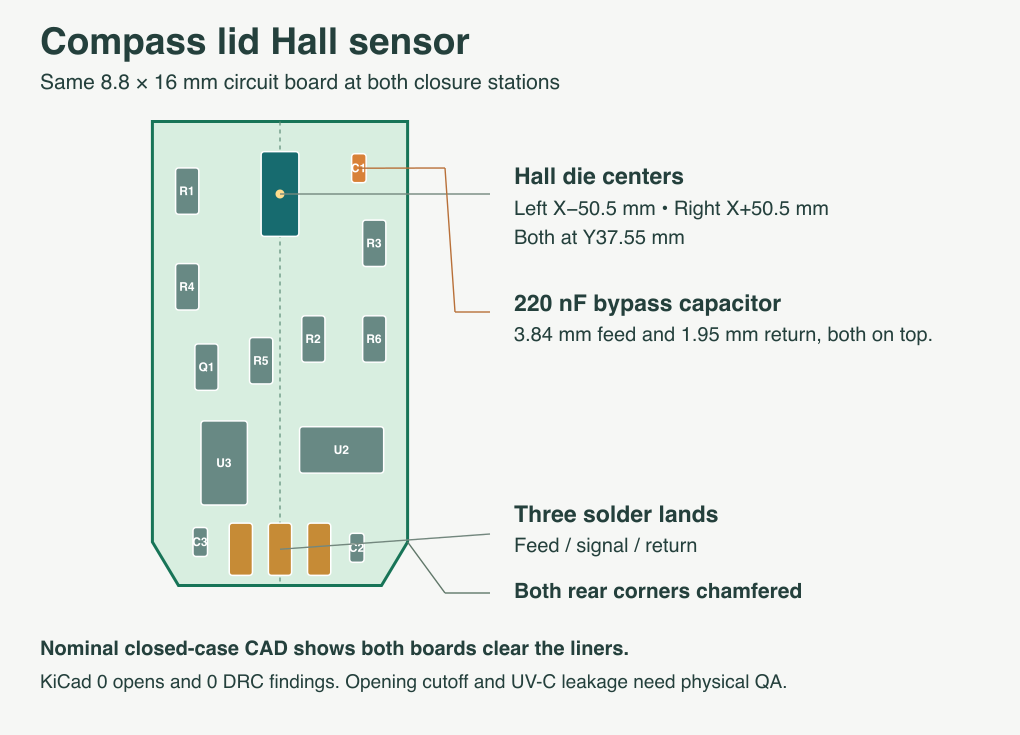 Compass lid Hall sensor
Same 8.8 × 16 mm circuit board at both closure stations
C1
R1
Hall die centers
Left X−50.5 mm • Right X+50.5 mm
Both at Y37.55 mm
R3
R4
220 nF bypass capacitor
3.84 mm feed and 1.95 mm return, both on top.
R2
R6
R5
Q1
U2
U3
Three solder lands
Feed / signal / return
C3
C2
Both rear corners chamfered
Nominal closed-case CAD shows both boards clear the liners.
KiCad 0 opens and 0 DRC findings. Opening cutoff and UV-C leakage need physical QA.